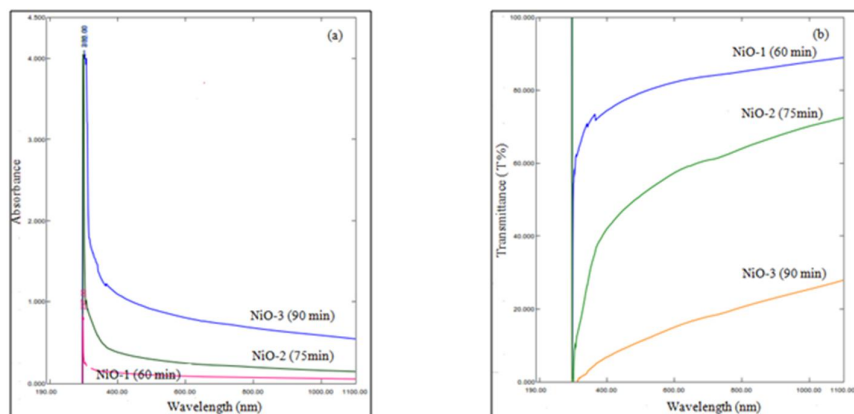 (a)
4.500
4.000
3.000
2.000
1.000
0.000
Absorbance
NiO-3 (90 min)
NiO-2 (75min)
NiO-1 (60 min)
190.00
400.00
600.00
800.00
1000.00
1100.00
Wavelength (nm)
(b)
100.000
80.000
60.000
40.000
20.000
0.000
Transmittance (T%)
NiO-1 (60 min)
NiO-2 (75min)
NiO-3 (90 min)
190.00
400.00
600.00
800.00
1000.00
1100.00
Wavelength (nm)